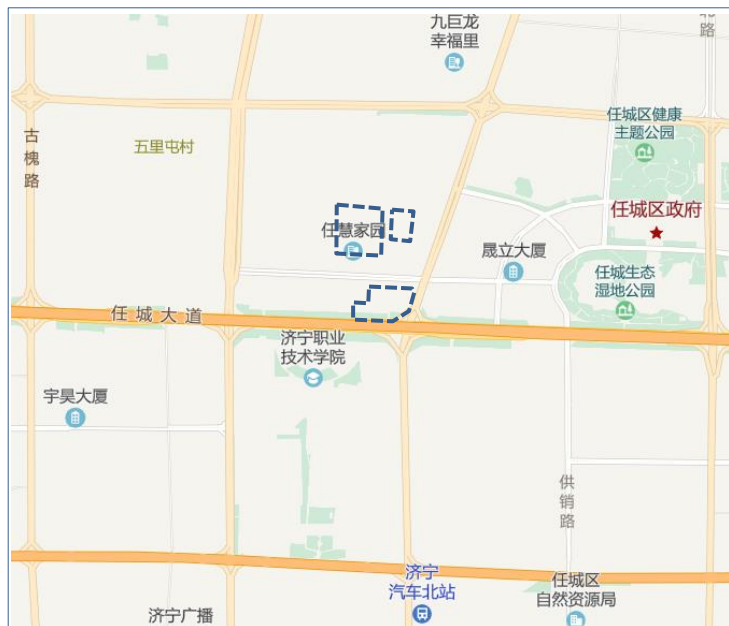 九巨龙
幸福里
北
路
任城区健康
主题公园
古槐路
五里屯村
任城区政府
任慧家园
晟立大厦
任城生态
湿地公园
任城大道
济宁职业
技术学院
宇昊大厦
供销路
济宁
汽车北站
任城区
自然资源局
济宁广播